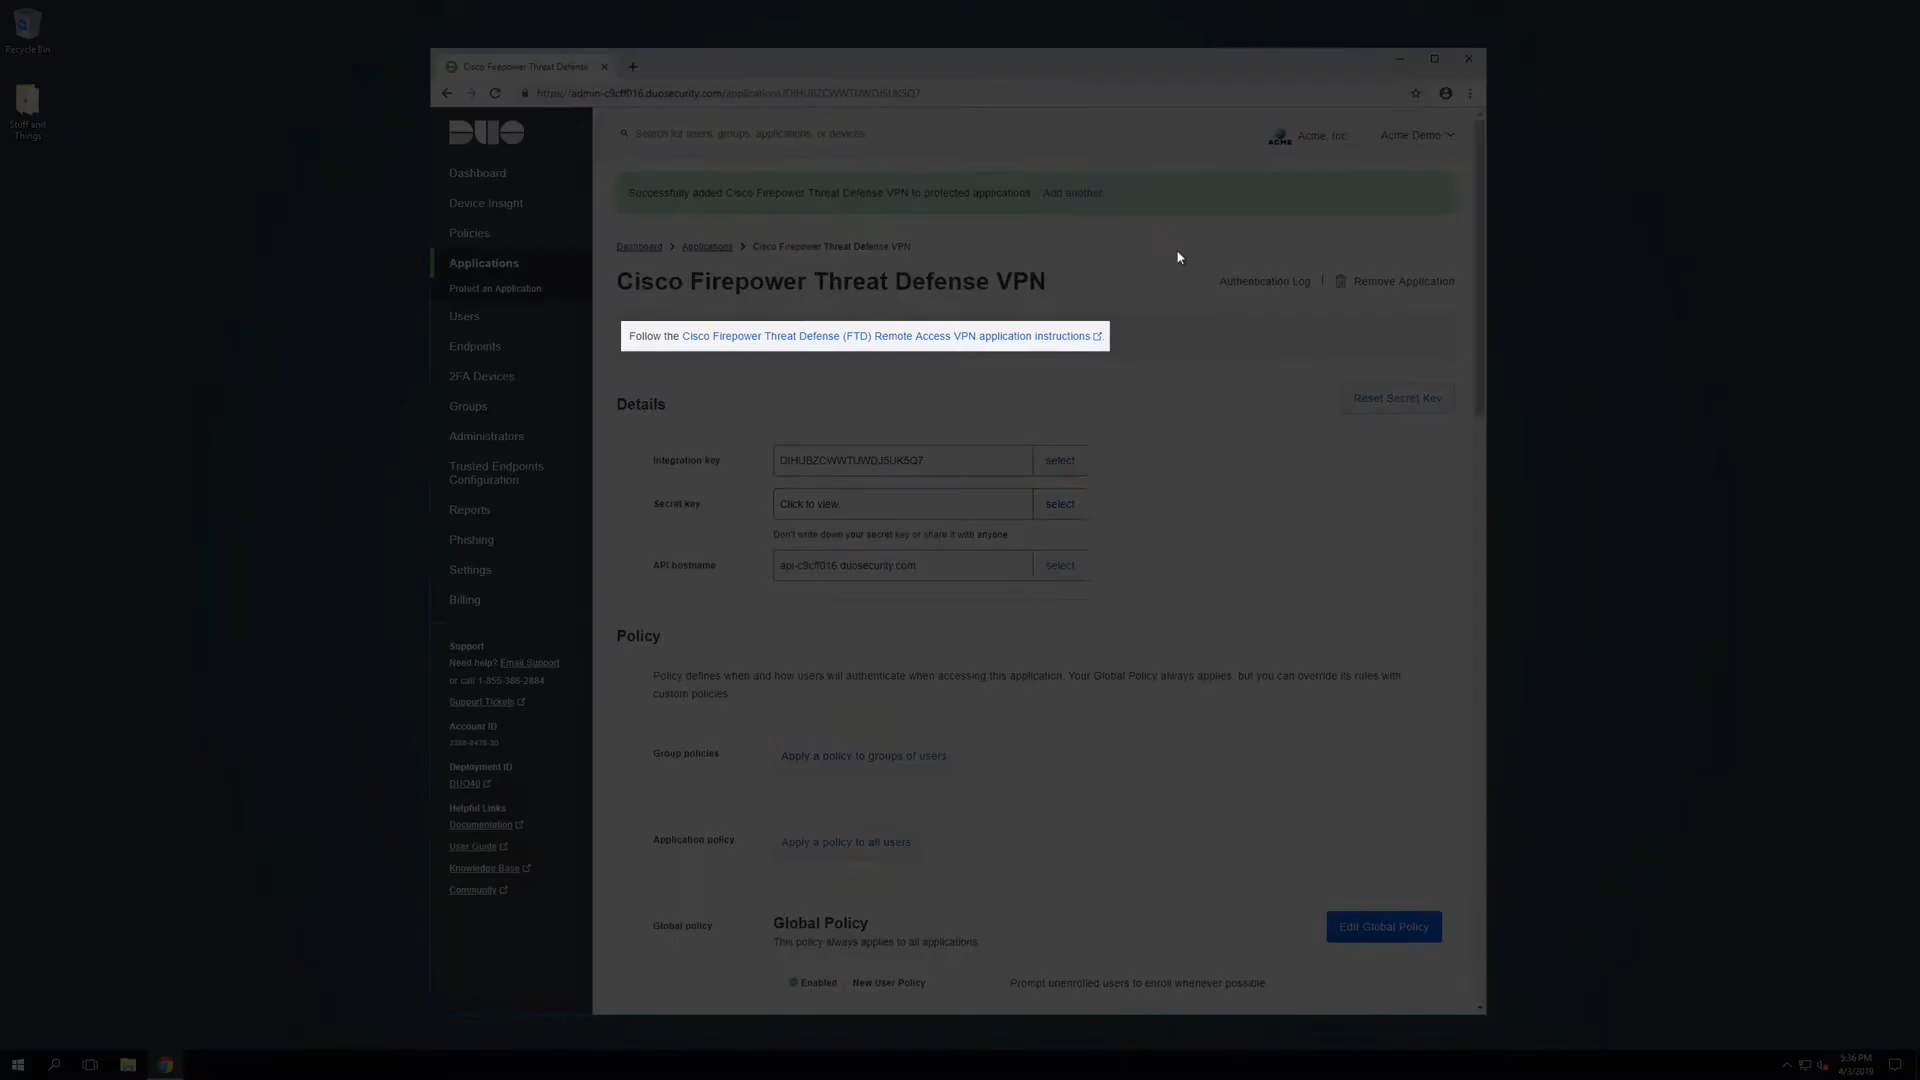 Recycle Bin
Stuff and
Things
Cisco Firepower Threat Defense
https://admin-c9cff016.duosecurity.com/applications/DIHUBZCWWTUWDJ5UK5Q7
DUO
Search for users, groups, applications, or devices
ACME
Acme, Inc.
Acme Demo
Dashboard
Device Insight
Policies
Applications
Protect an Application
Users
Endpoints
2FA Devices
Groups
Administrators
Trusted Endpoints
Configuration
Reports
Phishing
Settings
Billing
Support
Need help? Email Support
or call 1-855-386-2884
Support Tickets
Account ID
Deployment ID
DUO40
Helpful Links
Documentation
User Guide
Knowledge Base
Community
Successfully added Cisco Firepower Threat Defense VPN to protected applications. Add another.
Dashboard > Applications > Cisco Firepower Threat Defense VPN
Cisco Firepower Threat Defense VPN
Authentication Log | Remove Application
Follow the Cisco Firepower Threat Defense (FTD) Remote Access VPN application instructions.
Details
Reset Secret Key
Integration key
DIHUBZCWWTUWDJ5UK5Q7
select
Secret key
Click to view.
select
Don't write down your secret key or share it with anyone.
API hostname
api-c9cff016.duosecurity.com
select
Policy
Policy defines when and how users will authenticate when accessing this application. Your Global Policy always applies, but you can override its rules with
custom policies.
Group policies
Apply a policy to groups of users
Application policy
Apply a policy to all users
Global policy
Global Policy
This policy always applies to all applications.
Edit Global Policy
Enabled
New User Policy
Prompt unenrolled users to enroll whenever possible.
5:36 PM
4/3/2019